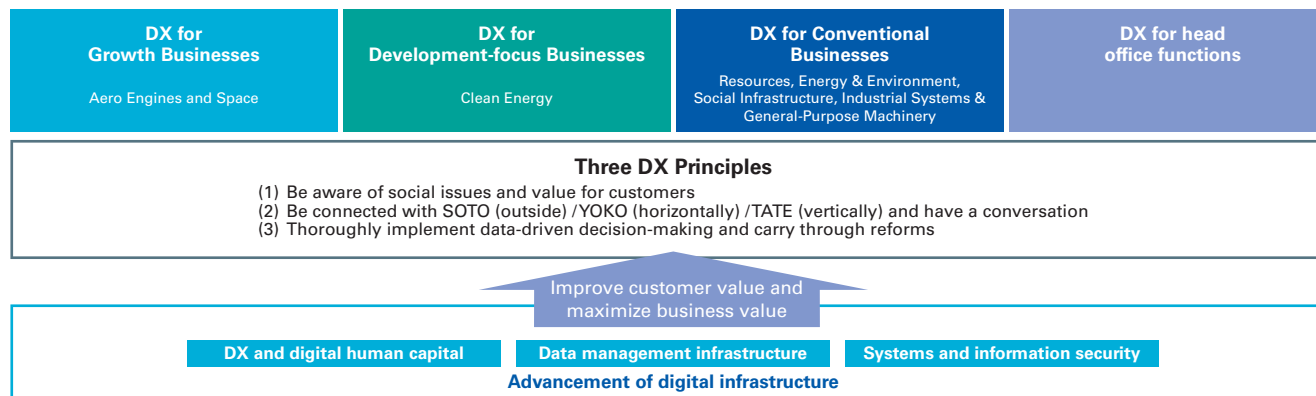 DX for
Growth Businesses
Aero Engines and Space
DX for
Development-focus Businesses
Clean Energy
DX for Conventional
Businesses
Resources, Energy & Environment,
Social Infrastructure, Industrial Systems &
General-Purpose Machinery
DX for head
office functions
Three DX Principles
(1) Be aware of social issues and value for customers
(2) Be connected with SOTO (outside) /YOKO (horizontally) /TATE (vertically) and have a conversation
(3) Thoroughly implement data-driven decision-making and carry through reforms
Improve customer value and
maximize business value
DX and digital human capital
Data management infrastructure
Systems and information security
Advancement of digital infrastructure